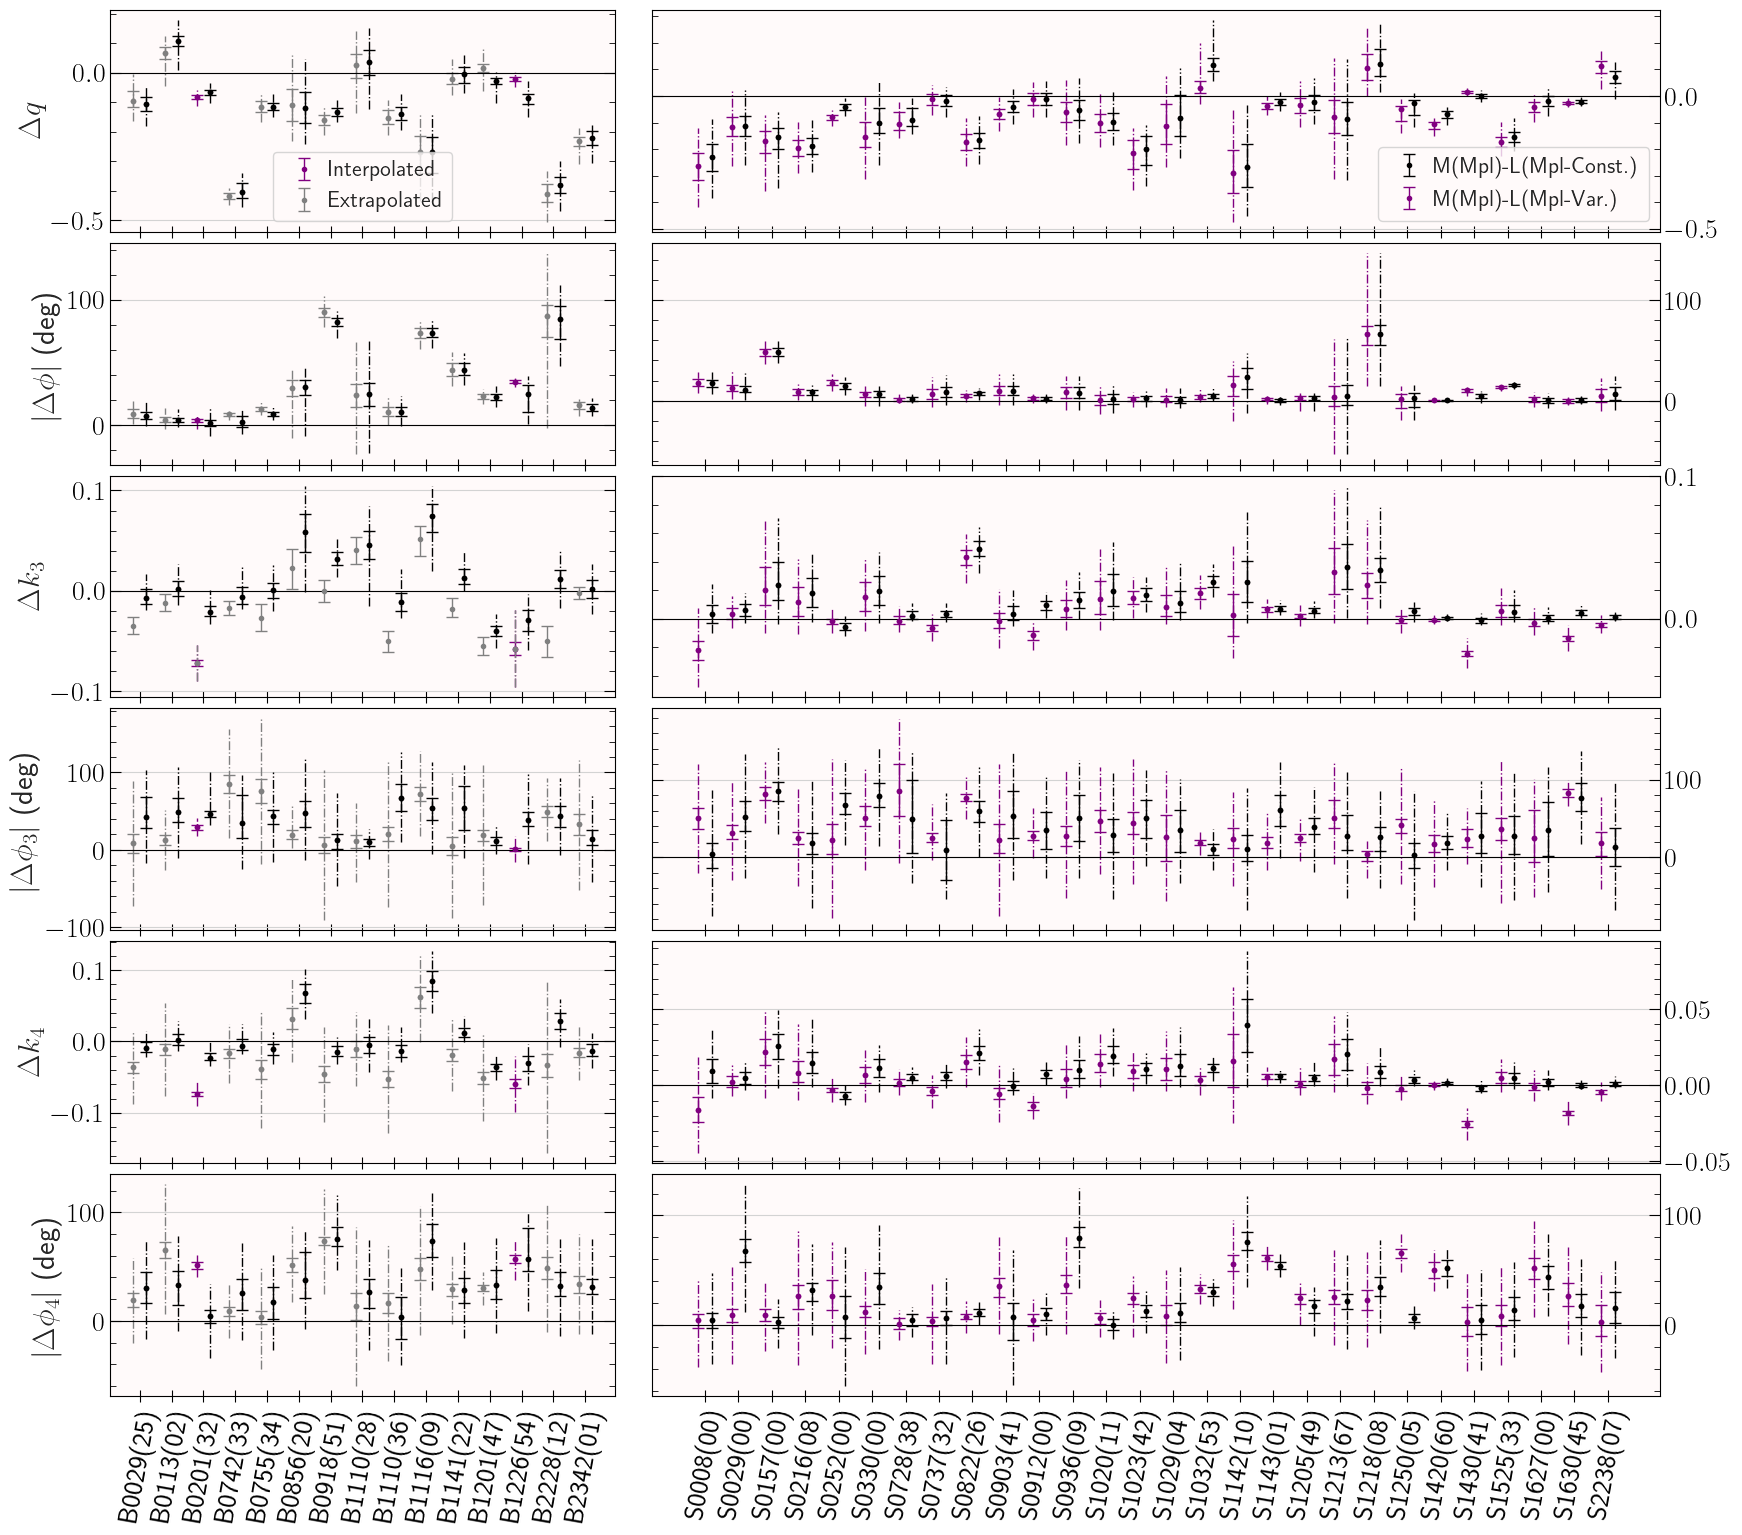 Δq
0.0
−0.5
Interpolated
Extrapolated
M(Mpl)-L(Mpl-Const.)
M(Mpl)-L(Mpl-Var.)
0.0
−0.5
|Δϕ| (deg)
100
0
100
0
Δk₃
0.1
0.0
−0.1
0.1
0.0
|Δϕ₃| (deg)
100
0
−100
100
0
Δk₄
0.1
0.0
−0.1
0.05
0.00
−0.05
|Δϕ₄| (deg)
100
0
100
0
B0029(25)
B0113(02)
B0201(32)
B0742(33)
B0755(34)
B0856(20)
B0918(51)
B1110(28)
B1110(36)
B1116(09)
B1141(22)
B1201(47)
B1226(54)
B2228(12)
B2342(01)
S0008(00)
S0029(00)
S0157(00)
S0216(08)
S0252(00)
S0330(00)
S0728(38)
S0737(32)
S0822(26)
S0903(41)
S0912(00)
S0936(09)
S1020(11)
S1023(42)
S1029(04)
S1032(53)
S1142(10)
S1143(01)
S1205(49)
S1213(67)
S1218(08)
S1250(05)
S1420(60)
S1430(41)
S1525(33)
S1627(00)
S1630(45)
S2238(07)